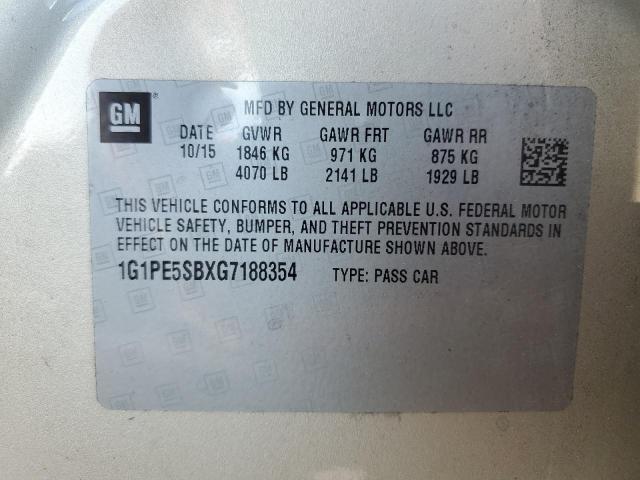 GM ®
MFD BY GENERAL MOTORS LLC
DATE GVWR GAWR FRT GAWR RR
10/15 1846 KG 971 KG 875 KG
4070 LB 2141 LB 1929 LB
THIS VEHICLE CONFORMS TO ALL APPLICABLE U.S. FEDERAL MOTOR
VEHICLE SAFETY, BUMPER, AND THEFT PREVENTION STANDARDS IN
EFFECT ON THE DATE OF MANUFACTURE SHOWN ABOVE.
1G1PE5SBXG7188354 TYPE: PASS CAR